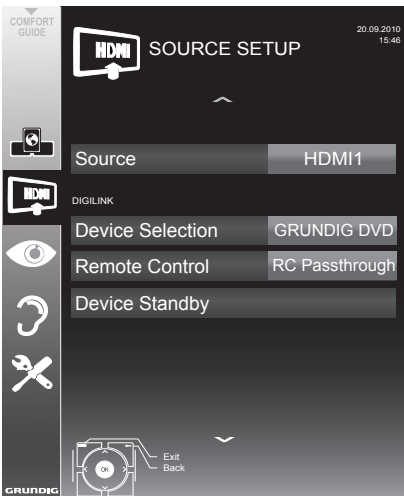 COMFORT
GUIDE
HDMI
SOURCE SETUP
20.09.2010
15:46
Source
HDMI1
HDMI
DIGILINK
Device Selection
GRUNDIG DVD
Remote Control
RC Passthrough
Device Standby
Exit
Back
OK
GRUNDIG